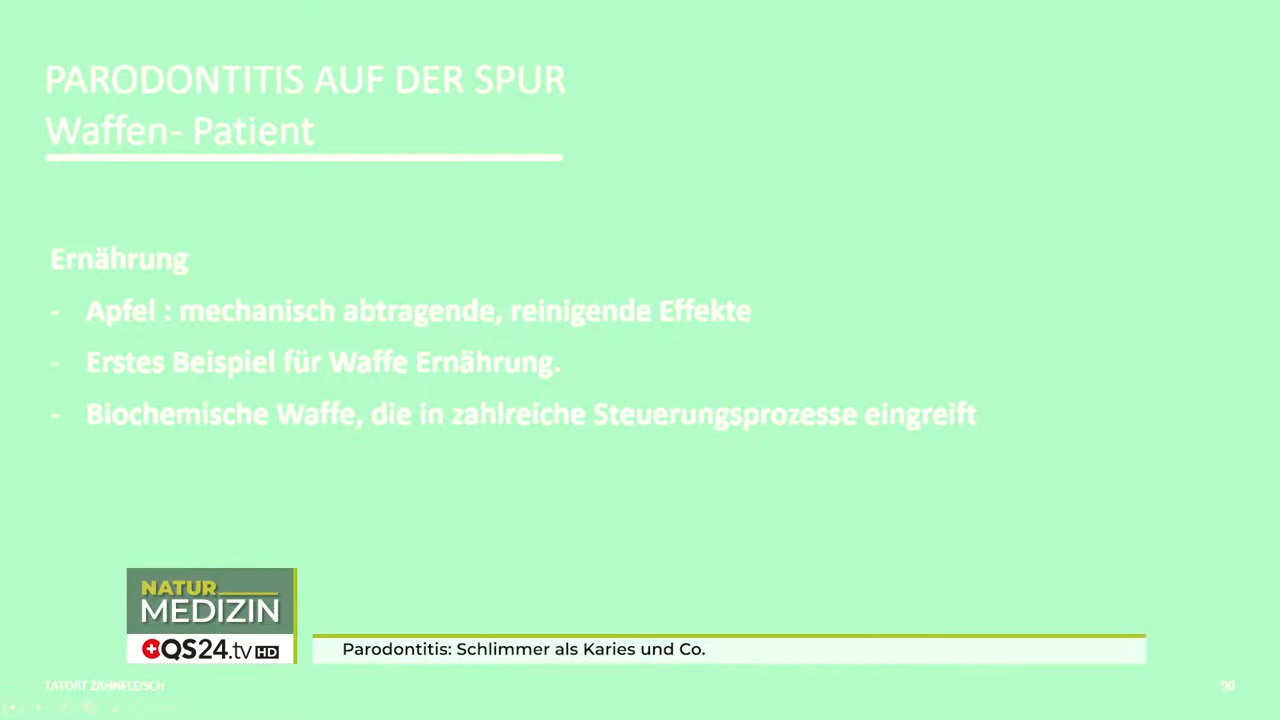 PARODONTITIS AUF DER SPUR
Waffen- Patient
Ernährung
- Apfel : mechanisch abtragende, reinigende Effekte
- Erstes Beispiel für Waffe Ernährung.
- Biochemische Waffe, die in zahlreiche Steuerungsprozesse eingreift
NATUR
MEDIZIN
QS24.tv HD
Parodontitis: Schlimmer als Karies und Co.
TATORT ZAHNFLEISCH
90